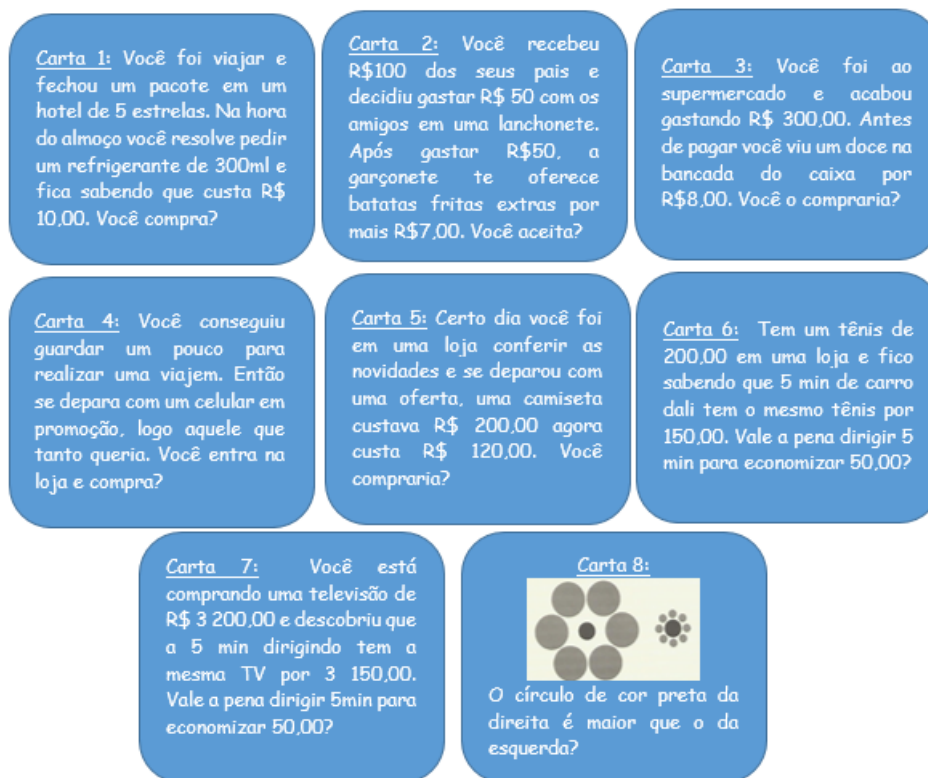 Carta 1: Você foi viajar e
fechou um pacote em um
hotel de 5 estrelas. Na hora
do almoço você resolve pedir
um refrigerante de 300ml e
fica sabendo que custa R$
10,00. Você compra?
Carta 2: Você recebeu
R$100 dos seus pais e
decidiu gastar R$ 50 com os
amigos em uma lanchonete.
Após gastar R$50, a
garçonete te oferece
batatas fritas extras por
mais R$7,00. Você aceita?
Carta 3: Você foi ao
supermercado e acabou
gastando R$ 300,00. Antes
de pagar você viu um doce na
bancada do caixa por
R$8,00. Você o compraria?
Carta 4: Você conseguiu
guardar um pouco para
realizar uma viajem. Então
se depara com um celular em
promoção, logo aquele que
tanto queria. Você entra na
loja e compra?
Carta 5: Certo dia você foi
em uma loja conferir as
novidades e se deparou com
uma oferta, uma camiseta
custava R$ 200,00 agora
custa R$ 120,00. Você
compraria?
Carta 6: Tem um tênis de
200,00 em uma loja e fico
sabendo que 5 min de carro
dali tem o mesmo tênis por
150,00. Vale a pena dirigir 5
min para economizar 50,00?
Carta 7: Você está
comprando uma televisão de
R$ 3 200,00 e descobriu que
a 5 min dirigindo tem a
mesma TV por 3 150,00.
Vale a pena dirigir 5min para
economizar 50,00?
Carta 8:
O círculo de cor preta da
direita é maior que o da
esquerda?